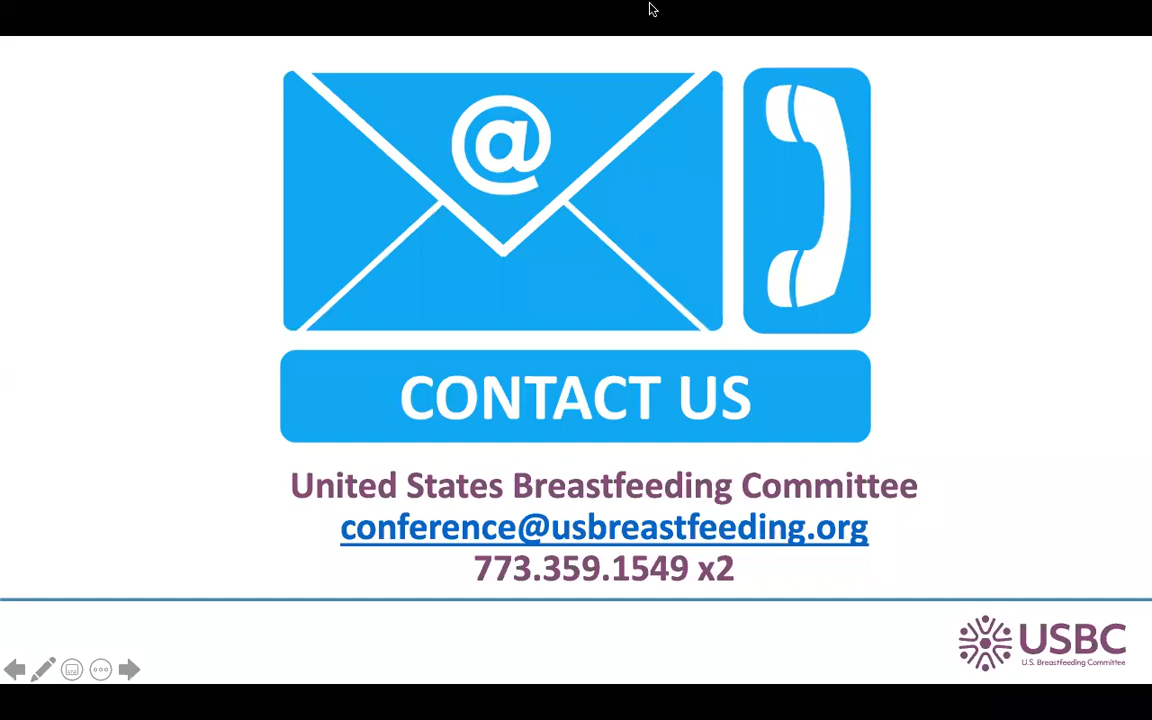 @
CONTACT US
United States Breastfeeding Committee
conference@usbreastfeeding.org
773.359.1549 x2
USBC
U.S. Breastfeeding Committee